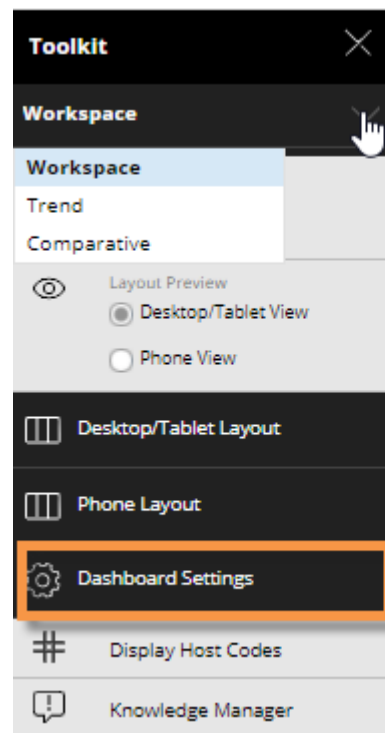 Toolkit
Workspace
Workspace
Trend
Comparative
Layout Preview
Desktop/Tablet View
Phone View
Desktop/Tablet Layout
Phone Layout
Dashboard Settings
Display Host Codes
Knowledge Manager